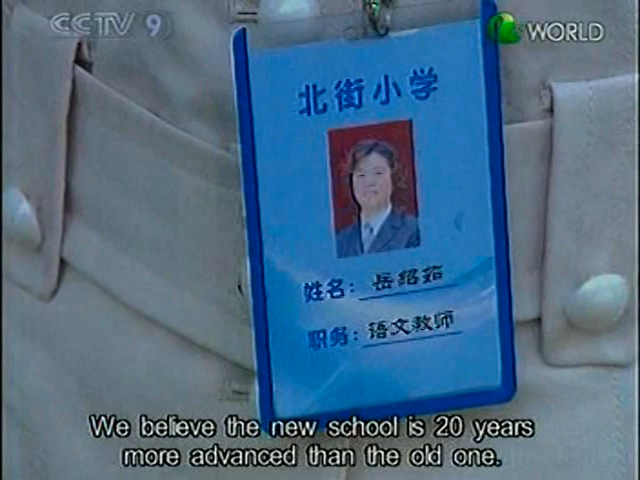 CCTV 9
WORLD
北街小学
姓名: 岳绍茹
职务: 语文教师
We believe the new school is 20 years
more advanced than the old one.